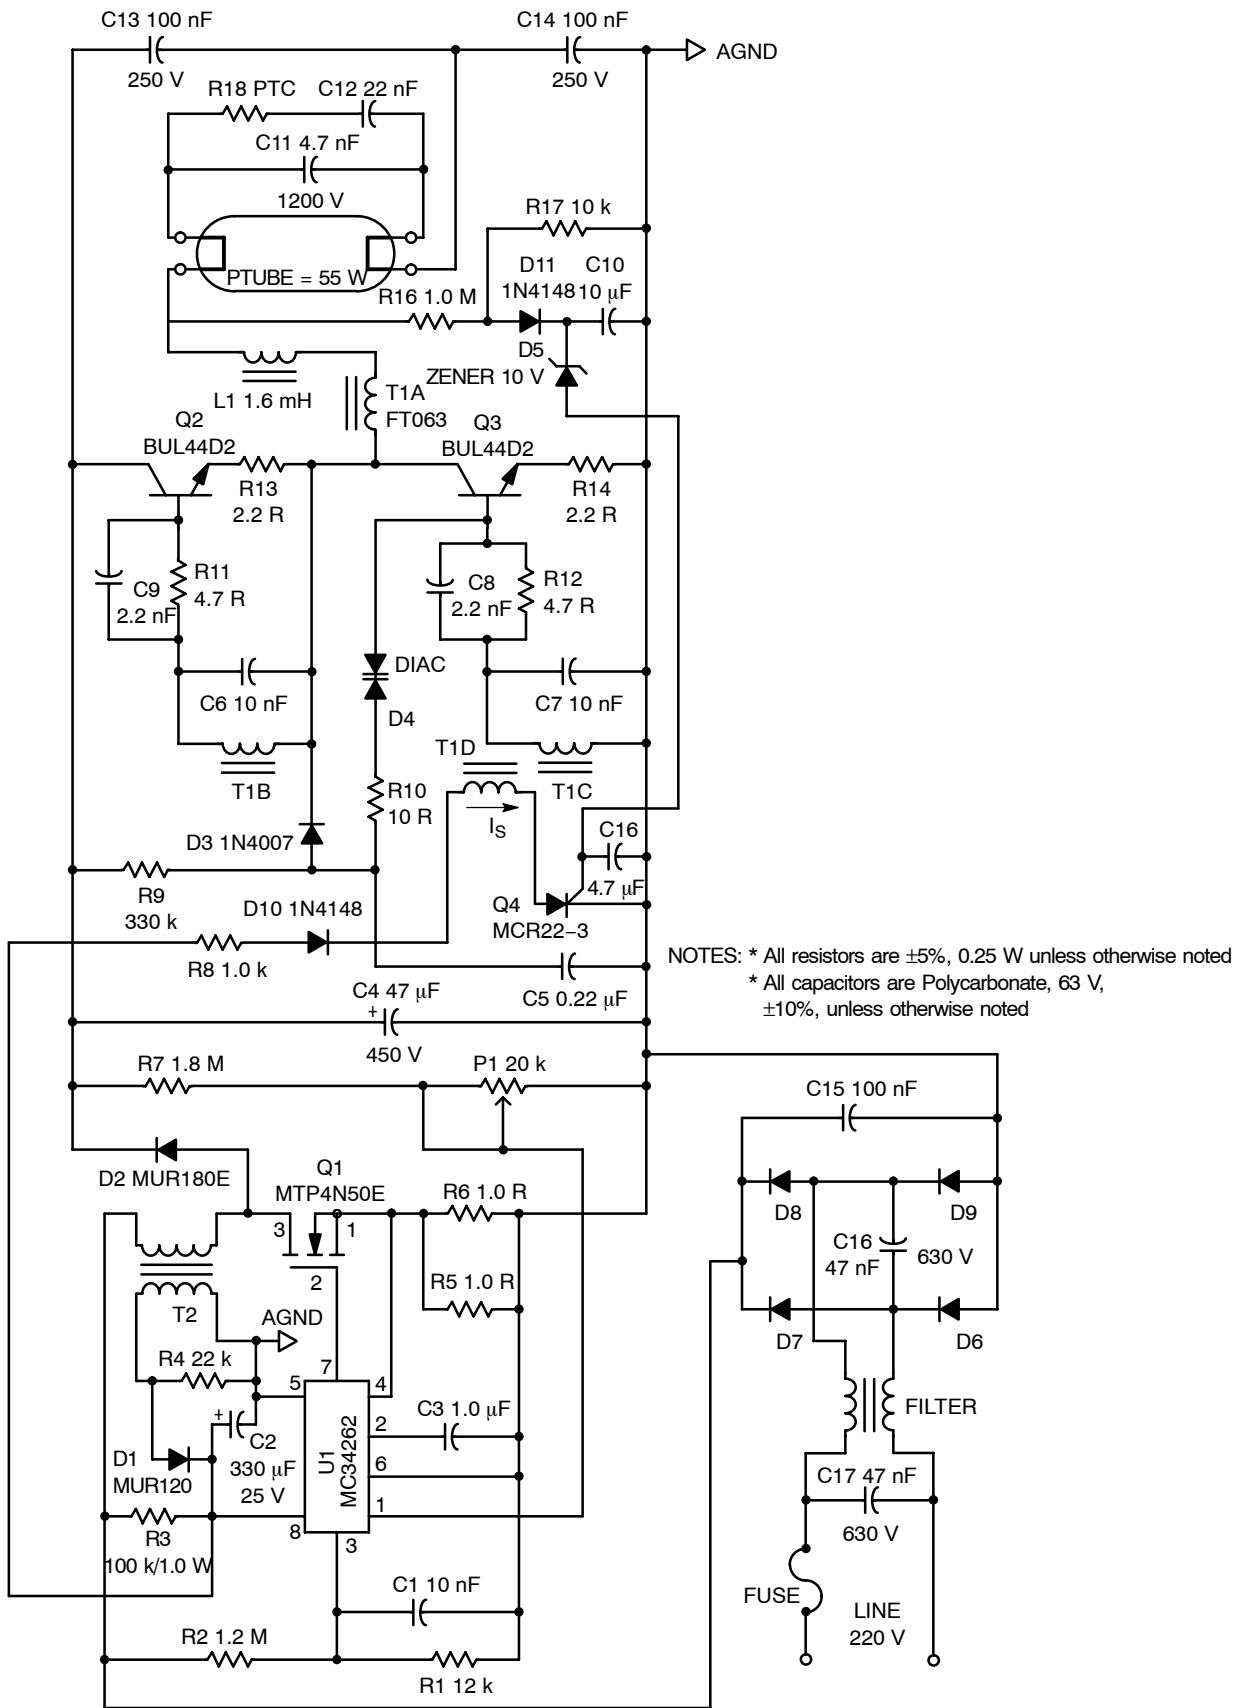 C13 100 nF
250 V
C14 100 nF
250 V
AGND
R18 PTC
C12 22 nF
C11 4.7 nF
1200 V
PTUBE = 55 W
R17 10 k
D11
1N4148
C10
10 μF
R16 1.0 M
D5
ZENER 10 V
L1 1.6 mH
T1A
FT063
Q2
BUL44D2
Q3
BUL44D2
R13
2.2 R
R14
2.2 R
C9
2.2 nF
R11
4.7 R
C8
2.2 nF
R12
4.7 R
DIAC
D4
C6 10 nF
C7 10 nF
T1B
T1D
T1C
R10
10 R
IS
D3 1N4007
C16
4.7 μF
R9
330 k
D10 1N4148
Q4
MCR22−3
R8 1.0 k
C5 0.22 μF
C4 47 μF
+
450 V
NOTES: * All resistors are ±5%, 0.25 W unless otherwise noted
* All capacitors are Polycarbonate, 63 V,
±10%, unless otherwise noted
R7 1.8 M
P1 20 k
C15 100 nF
D2 MUR180E
Q1
MTP4N50E
3
1
2
R6 1.0 R
R5 1.0 R
D8
D9
C16
47 nF
630 V
D7
D6
T2
AGND
R4 22 k
7
5
4
+
C2
330 μF
25 V
D1
MUR120
U1
MC34262
2
6
1
8
3
C3 1.0 μF
FILTER
C17 47 nF
630 V
R3
100 k/1.0 W
C1 10 nF
FUSE
LINE
220 V
R2 1.2 M
R1 12 k